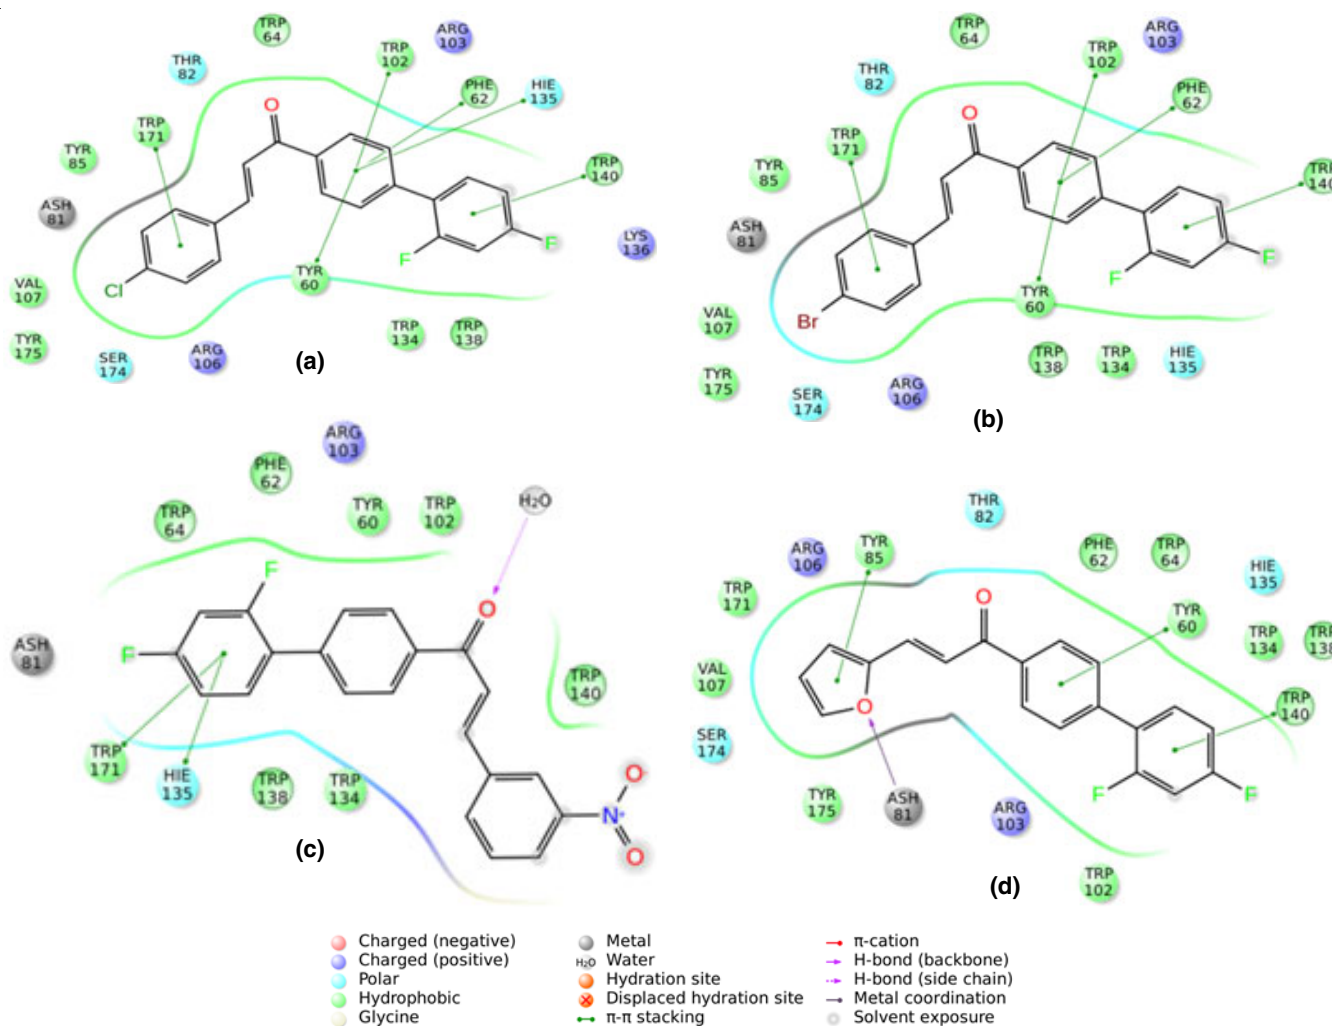 TRP 64
ARG 103
TRP 102
THR 82
PHE 62
HIE 135
O
TRP 171
TYR 85
TRP 140
ASH 81
LYS 136
F
F
TYR 60
VAL 107
Cl
TYR 175
SER 174
ARG 106
TRP 134
TRP 138
(a)
TRP 64
ARG 103
TRP 102
THR 82
PHE 62
O
TRP 171
TYR 85
TRP 140
ASH 81
F
F
TYR 60
VAL 107
Br
TYR 175
SER 174
ARG 106
TRP 138
TRP 134
HIE 135
(b)
ARG 103
PHE 62
TRP 64
TYR 60
TRP 102
H₂O
F
O
F
ASH 81
TRP 140
TRP 171
HIE 135
TRP 138
TRP 134
O-
N+
O
(c)
THR 82
ARG 106
TYR 85
PHE 62
TRP 64
HIE 135
TRP 171
O
TYR 60
TRP 134
TRP 138
VAL 107
O
TRP 140
SER 174
TYR 175
ASH 81
ARG 103
F
F
TRP 102
(d)
Charged (negative)
Charged (positive)
Polar
Hydrophobic
Glycine
Metal
H₂O Water
Hydration site
Displaced hydration site
π-π stacking
π-cation
H-bond (backbone)
H-bond (side chain)
Metal coordination
Solvent exposure